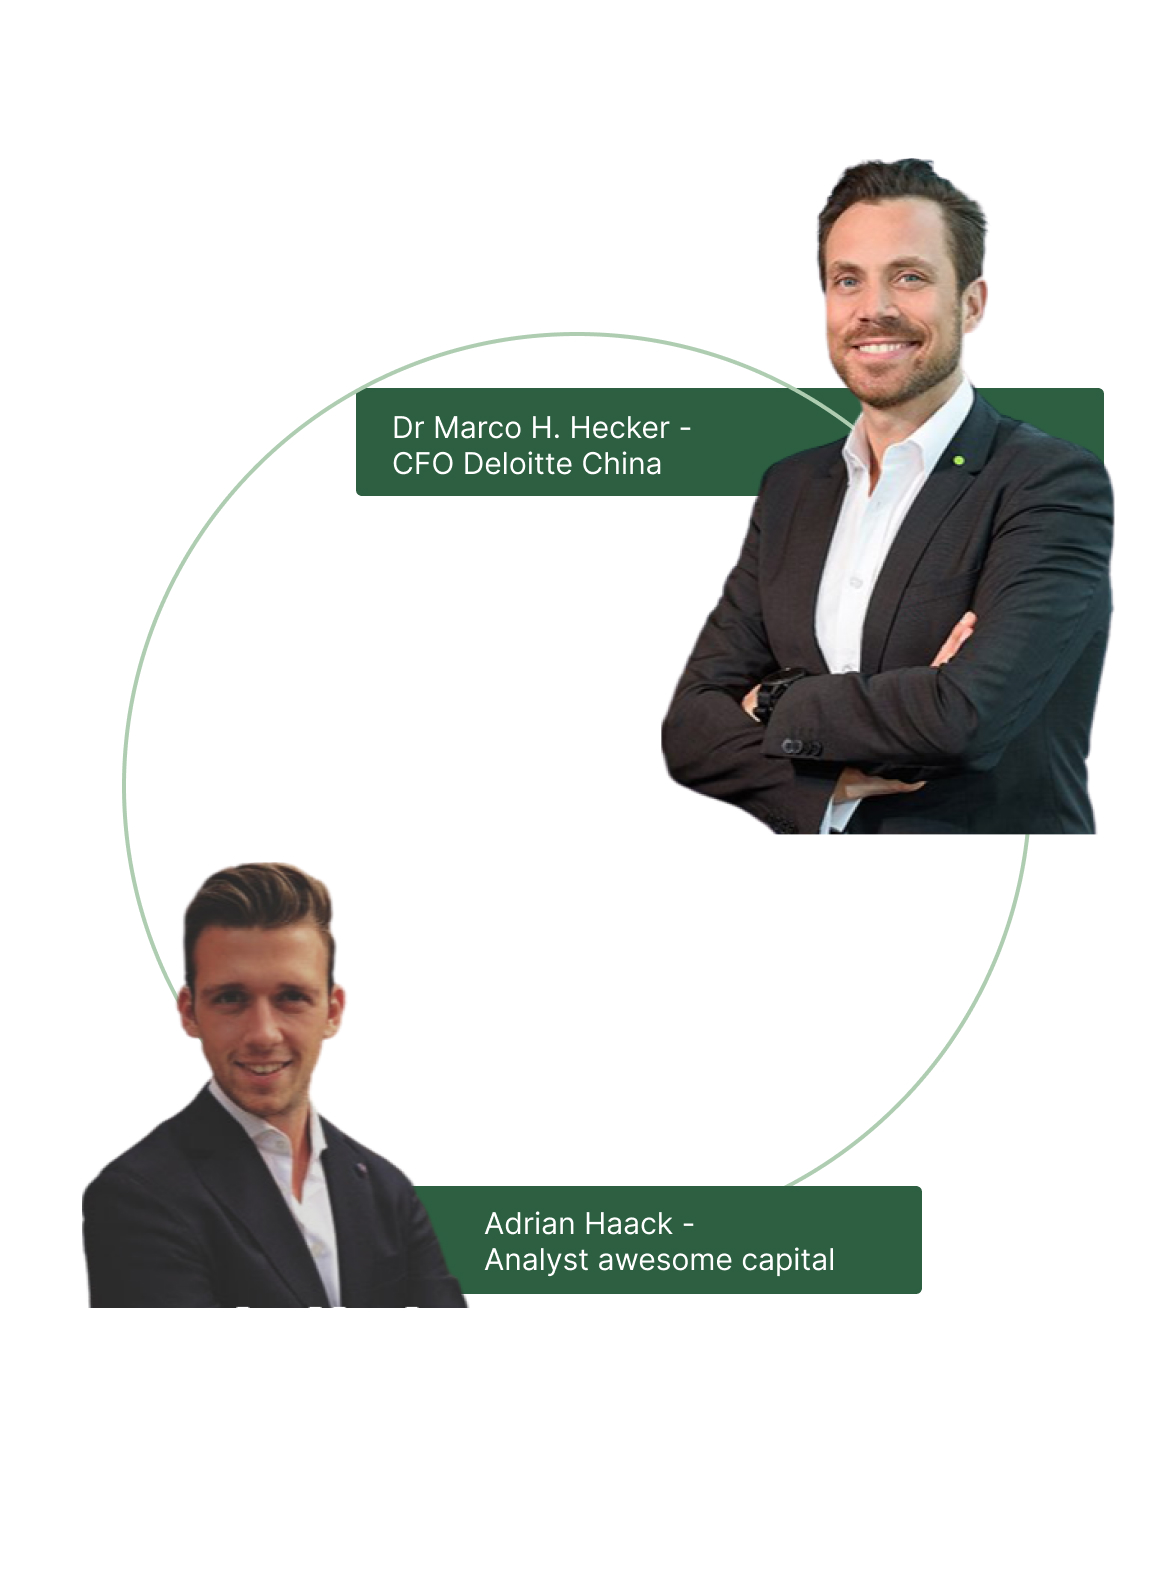 Dr Marco H. Hecker -
CFO Deloitte China
Adrian Haack -
Analyst awesome capital